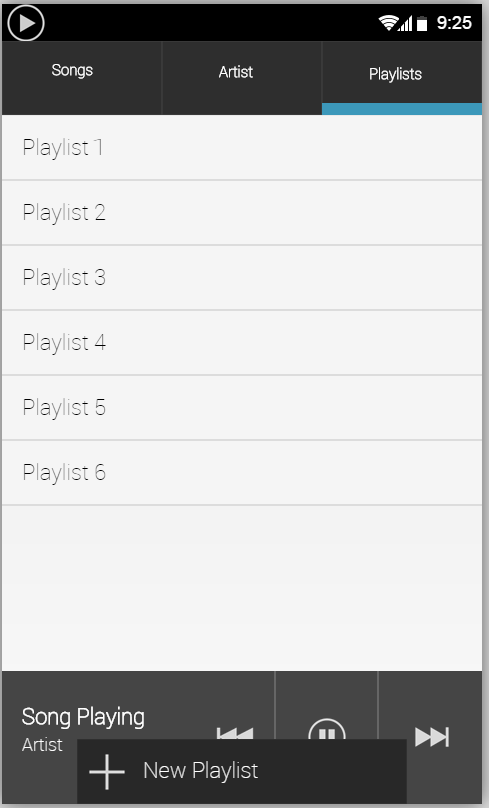 9:25
Songs Artist Playlists
Playlist 1
Playlist 2
Playlist 3
Playlist 4
Playlist 5
Playlist 6
Song Playing
Artist
New Playlist